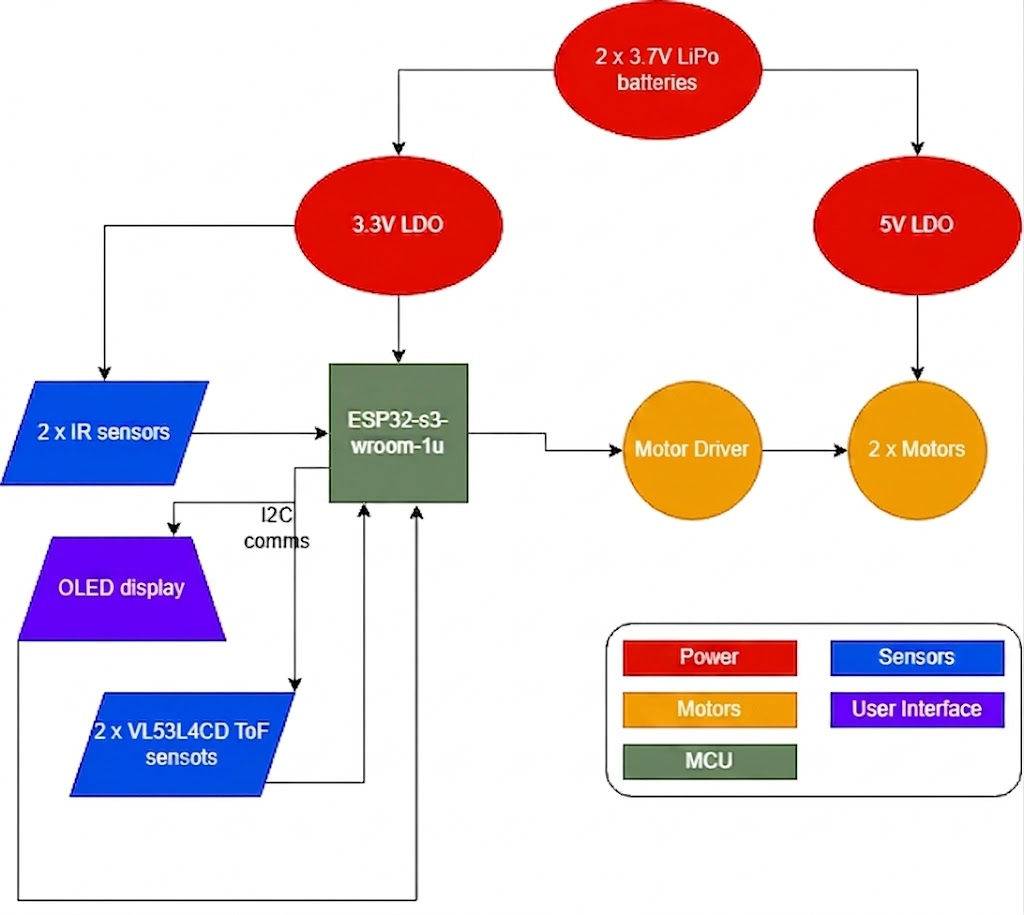 2 x 3.7V LiPo
batteries
3.3V LDO
5V LDO
2 x IR sensors
ESP32-s3-
wroom-1u
Motor Driver
2 x Motors
I2C
comms
OLED display
2 x VL53L4CD ToF
sensots
Power
Sensors
Motors
User Interface
MCU